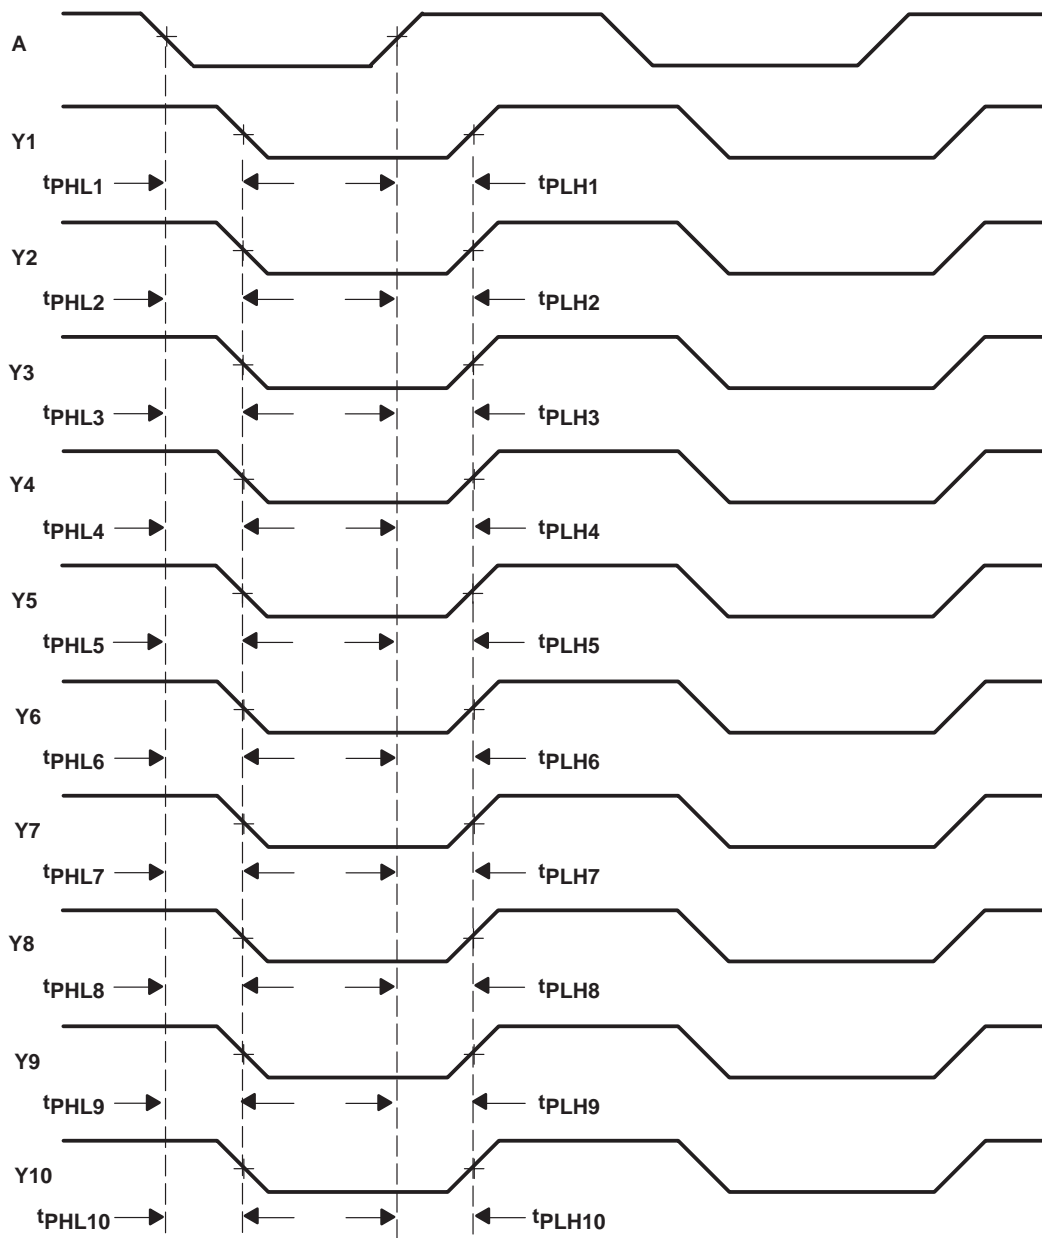 A
Y1
tPHL1 tPLH1
Y2
tPHL2 tPLH2
Y3
tPHL3 tPLH3
Y4
tPHL4 tPLH4
Y5
tPHL5 tPLH5
Y6
tPHL6 tPLH6
Y7
tPHL7 tPLH7
Y8
tPHL8 tPLH8
Y9
tPHL9 tPLH9
Y10
tPHL10 tPLH10